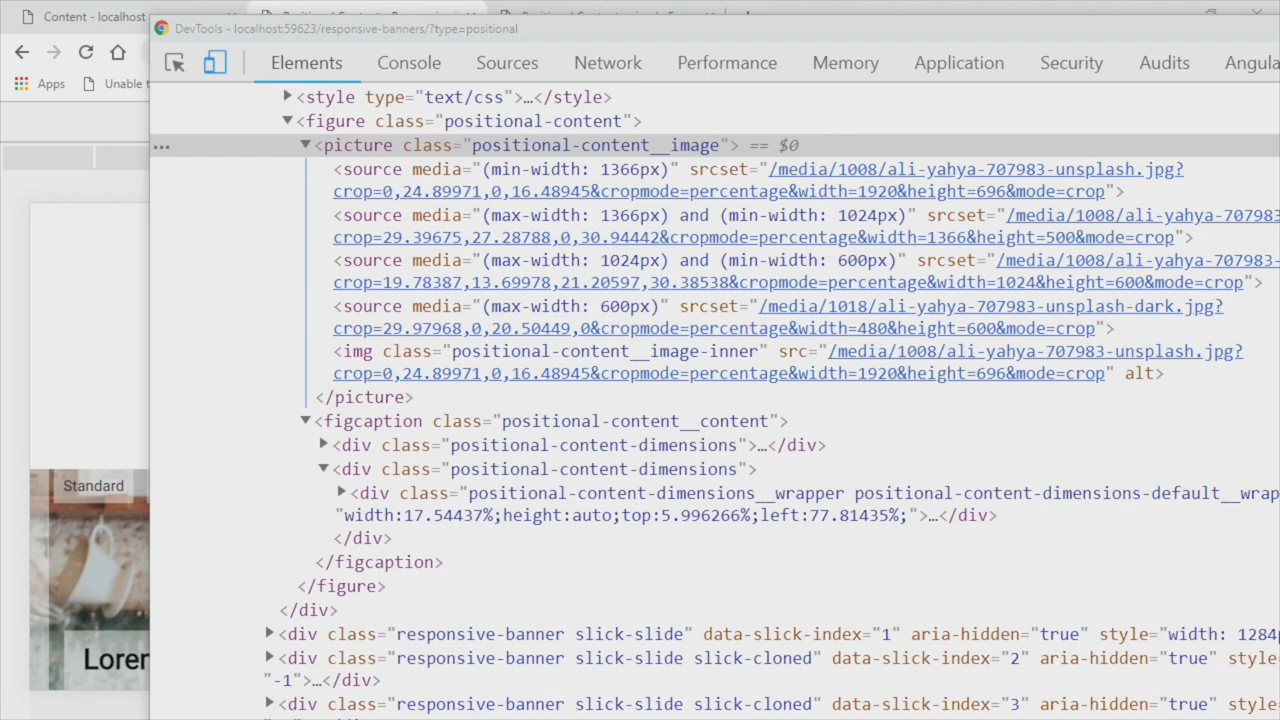 Content - localhost
DevTools - localhost:59623/responsive-banners/?type=positional
Elements Console Sources Network Performance Memory Application Security Audits Angula
Apps Unable t
<style type="text/css">…</style>
<figure class="positional-content">
<picture class="positional-content__image"> == $0
<source media="(min-width: 1366px)" srcset="/media/1008/ali-yahya-707983-unsplash.jpg?
crop=0,24.89971,0,16.48945&cropmode=percentage&width=1920&height=696&mode=crop">
<source media="(max-width: 1366px) and (min-width: 1024px)" srcset="/media/1008/ali-yahya-707983
crop=29.39675,27.28788,0,30.94442&cropmode=percentage&width=1366&height=500&mode=crop">
<source media="(max-width: 1024px) and (min-width: 600px)" srcset="/media/1008/ali-yahya-707983-
crop=19.78387,13.69978,21.20597,30.38538&cropmode=percentage&width=1024&height=600&mode=crop">
<source media="(max-width: 600px)" srcset="/media/1018/ali-yahya-707983-unsplash-dark.jpg?
crop=29.97968,0,20.50449,0&cropmode=percentage&width=480&height=600&mode=crop">
<img class="positional-content__image-inner" src="/media/1008/ali-yahya-707983-unsplash.jpg?
crop=0,24.89971,0,16.48945&cropmode=percentage&width=1920&height=696&mode=crop" alt>
</picture>
<figcaption class="positional-content__content">
<div class="positional-content-dimensions">…</div>
<div class="positional-content-dimensions">
<div class="positional-content-dimensions__wrapper positional-content-dimensions-default__wrap
"width:17.54437%;height:auto;top:5.996266%;left:77.81435%;">…</div>
</div>
</figcaption>
</figure>
</div>
<div class="responsive-banner slick-slide" data-slick-index="1" aria-hidden="true" style="width: 1284p
<div class="responsive-banner slick-slide slick-cloned" data-slick-index="2" aria-hidden="true" style=
"-1">…</div>
<div class="responsive-banner slick-slide slick-cloned" data-slick-index="3" aria-hidden="true" style=
Standard
Lorem